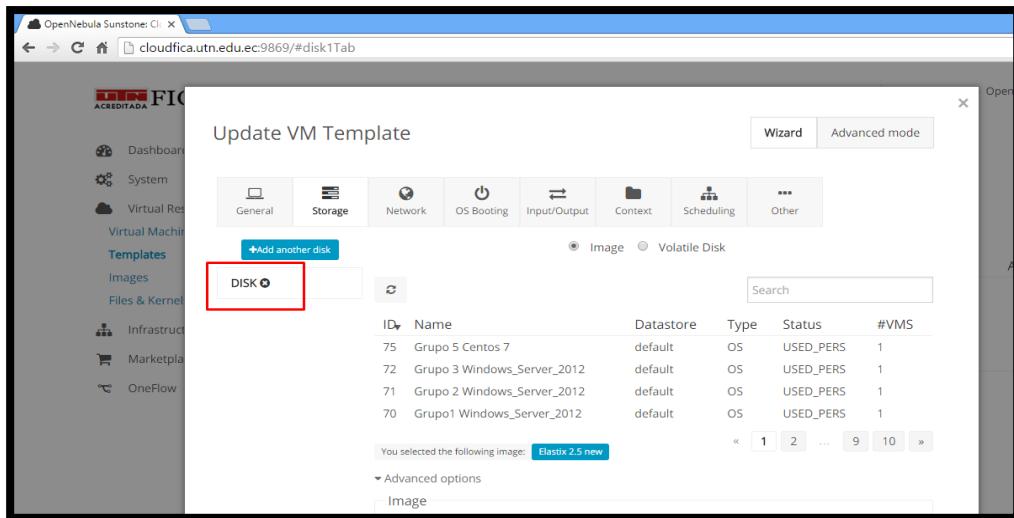 OpenNebula Sunstone: Cl
cloudfica.utn.edu.ec:9869/#disk1Tab
UTN FIC
ACREDITADA
Open
Update VM Template
Wizard
Advanced mode
Dashboar
System
Virtual Res
Virtual Machin
Templates
Images
Files & Kernel
Infrastruct
Marketpla
OneFlow
General
Storage
Network
OS Booting
Input/Output
Context
Scheduling
Other
+Add another disk
Image
Volatile Disk
DISK
Search
ID Name Datastore Type Status #VMS
75 Grupo 5 Centos 7 default OS USED_PERS 1
72 Grupo 3 Windows_Server_2012 default OS USED_PERS 1
71 Grupo 2 Windows_Server_2012 default OS USED_PERS 1
70 Grupo1 Windows_Server_2012 default OS USED_PERS 1
« 1 2 ... 9 10 »
You selected the following image: Elastix 2.5 new
Advanced options
Image
A